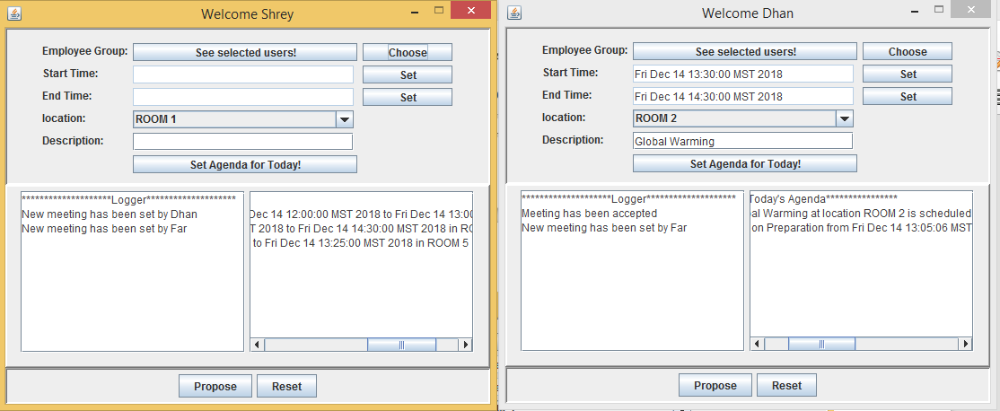 Welcome Shrey
Employee Group: See selected users! Choose
Start Time: Set
End Time: Set
location: ROOM 1
Description:
Set Agenda for Today!
********************Logger********************
New meeting has been set by Dhan
New meeting has been set by Far
Dec 14 12:00:00 MST 2018 to Fri Dec 14 13:00
2018 to Fri Dec 14 14:30:00 MST 2018 in
to Fri Dec 14 13:25:00 MST 2018 in ROOM 5
Propose Reset
Welcome Dhan
Employee Group: See selected users! Choose
Start Time: Fri Dec 14 13:30:00 MST 2018 Set
End Time: Fri Dec 14 14:30:00 MST 2018 Set
location: ROOM 2
Description: Global Warming
Set Agenda for Today!
********************Logger********************
Meeting has been accepted
New meeting has been set by Far
Today's Agenda****************
al Warming at location ROOM 2 is scheduled
on Preparation from Fri Dec 14 13:05:06 MST
Propose Reset